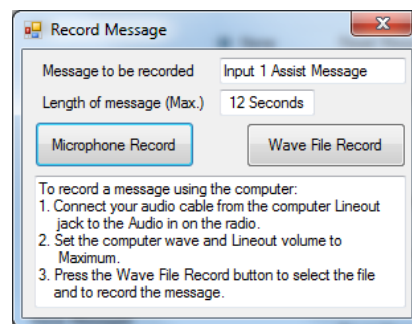 Record Message
Message to be recorded Input 1 Assist Message
Length of message (Max.) 12 Seconds
Microphone Record Wave File Record
To record a message using the computer:
1. Connect your audio cable from the computer Lineout
jack to the Audio in on the radio.
2. Set the computer wave and Lineout volume to
Maximum.
3. Press the Wave File Record button to select the file
and to record the message.